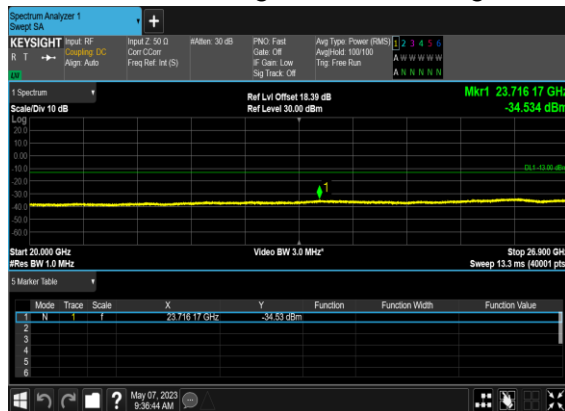 Spectrum Analyzer 1
Swept SA
KEYSIGHT Input: RF Input Z: 50 Ω #Atten: 30 dB PNO: Fast Avg Type: Power (RMS) 1 2 3 4 5 6
R T Coupling: DC Corr CCorr Gate: Off Avg|Hold: 100/100 A W W W W W
Align: Auto Freq Ref: Int (S) IF Gain: Low Trig: Free Run
Sig Track: Off A N N N N N
LW
1 Spectrum Ref Lvl Offset 18.39 dB Mkr1 23.716 17 GHz
Scale/Div 10 dB Ref Level 30.00 dBm -34.534 dBm
Log
20.0
10.0
0.00
-10.0 DL1 -13.00 dBm
-20.0
-30.0 1
-40.0
-50.0
-60.0
Start 20.000 GHz Video BW 3.0 MHz* Stop 26.900 GHz
#Res BW 1.0 MHz Sweep 13.3 ms (40001 pts
5 Marker Table
Mode Trace Scale X Y Function Function Width Function Value
1 N 1 f 23.716 17 GHz -34.53 dBm
2
3
4
5
6
? May 07, 2023
9:36:44 AM